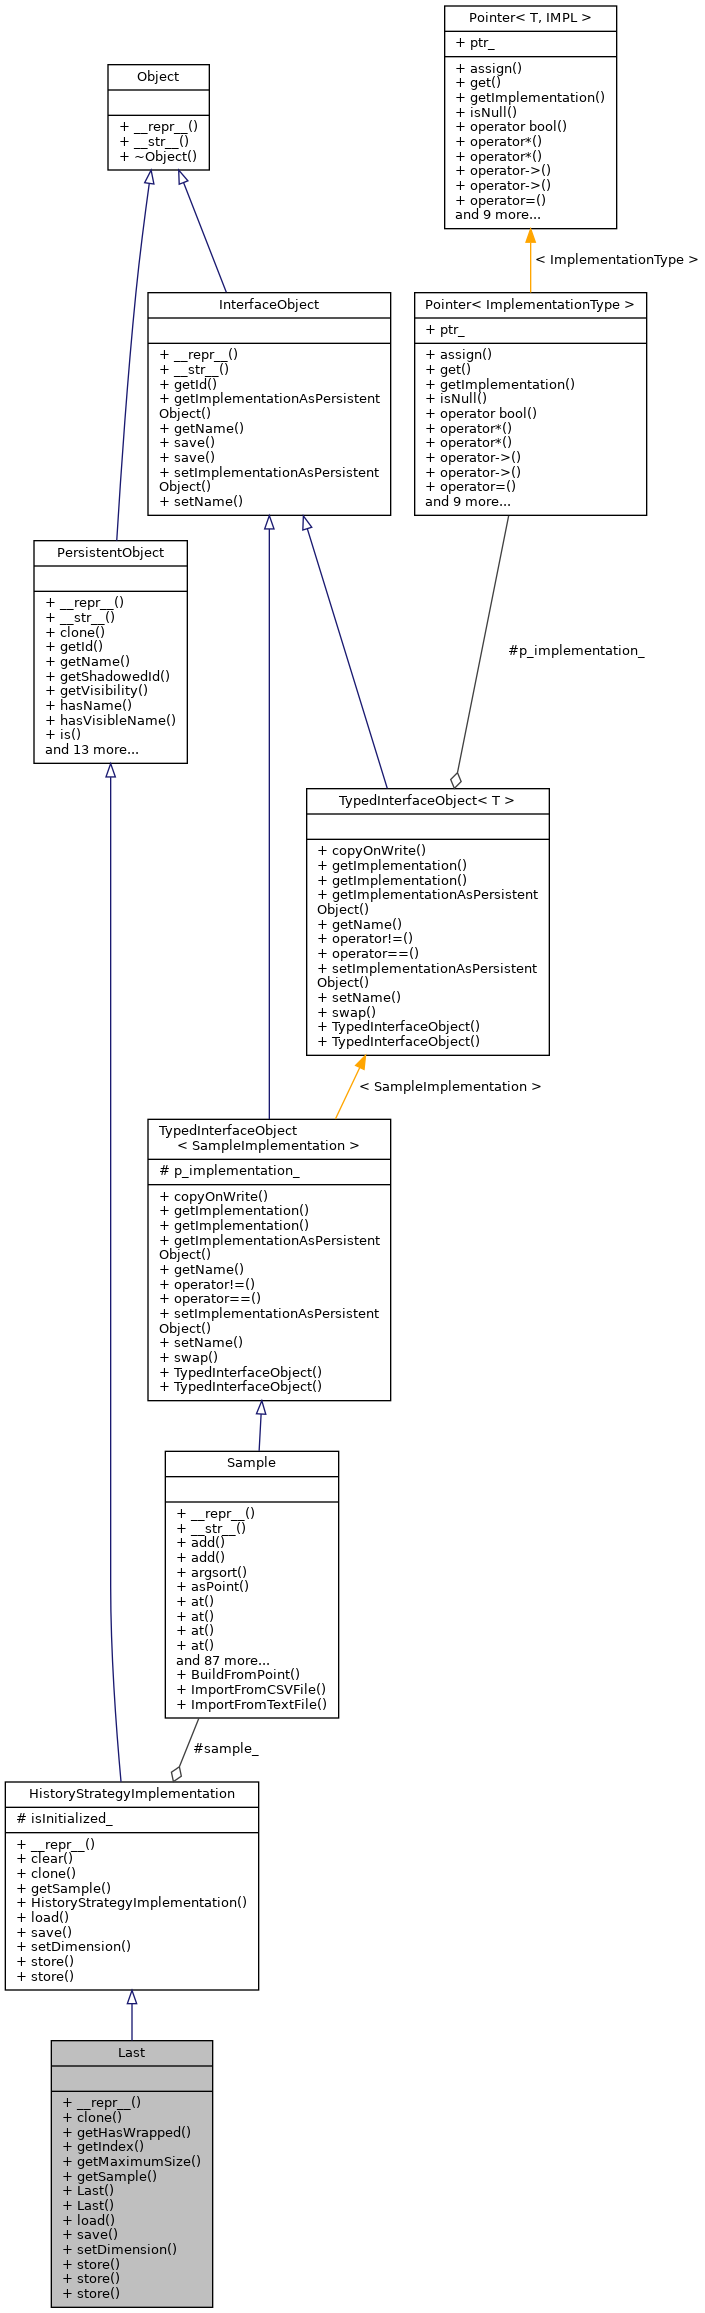 Pointer< T, IMPL >
+ ptr_
+ assign()
+ get()
+ getImplementation()
+ isNull()
+ operator bool()
+ operator*()
+ operator*()
+ operator->()
+ operator->()
+ operator=()
and 9 more...
Object
+ __repr__()
+ __str__()
+ ~Object()
< ImplementationType >
InterfaceObject
+ __repr__()
+ __str__()
+ getId()
+ getImplementationAsPersistent
Object()
+ getName()
+ save()
+ save()
+ setImplementationAsPersistent
Object()
+ setName()
Pointer< ImplementationType >
+ ptr_
+ assign()
+ get()
+ getImplementation()
+ isNull()
+ operator bool()
+ operator*()
+ operator*()
+ operator->()
+ operator->()
+ operator=()
and 9 more...
PersistentObject
+ __repr__()
+ __str__()
+ clone()
+ getId()
+ getName()
+ getShadowedId()
+ getVisibility()
+ hasName()
+ hasVisibleName()
+ is()
and 13 more...
#p_implementation_
TypedInterfaceObject< T >
+ copyOnWrite()
+ getImplementation()
+ getImplementation()
+ getImplementationAsPersistent
Object()
+ getName()
+ operator!=()
+ operator==()
+ setImplementationAsPersistent
Object()
+ setName()
+ swap()
+ TypedInterfaceObject()
+ TypedInterfaceObject()
< SampleImplementation >
TypedInterfaceObject
< SampleImplementation >
# p_implementation_
+ copyOnWrite()
+ getImplementation()
+ getImplementation()
+ getImplementationAsPersistent
Object()
+ getName()
+ operator!=()
+ operator==()
+ setImplementationAsPersistent
Object()
+ setName()
+ swap()
+ TypedInterfaceObject()
+ TypedInterfaceObject()
Sample
+ __repr__()
+ __str__()
+ add()
+ add()
+ argsort()
+ asPoint()
+ at()
+ at()
+ at()
+ at()
and 87 more...
+ BuildFromPoint()
+ ImportFromCSVFile()
+ ImportFromTextFile()
#sample_
HistoryStrategyImplementation
# isInitialized_
+ __repr__()
+ clear()
+ clone()
+ getSample()
+ HistoryStrategyImplementation()
+ load()
+ save()
+ setDimension()
+ store()
+ store()
Last
+ __repr__()
+ clone()
+ getHasWrapped()
+ getIndex()
+ getMaximumSize()
+ getSample()
+ Last()
+ Last()
+ load()
+ save()
+ setDimension()
+ store()
+ store()
+ store()